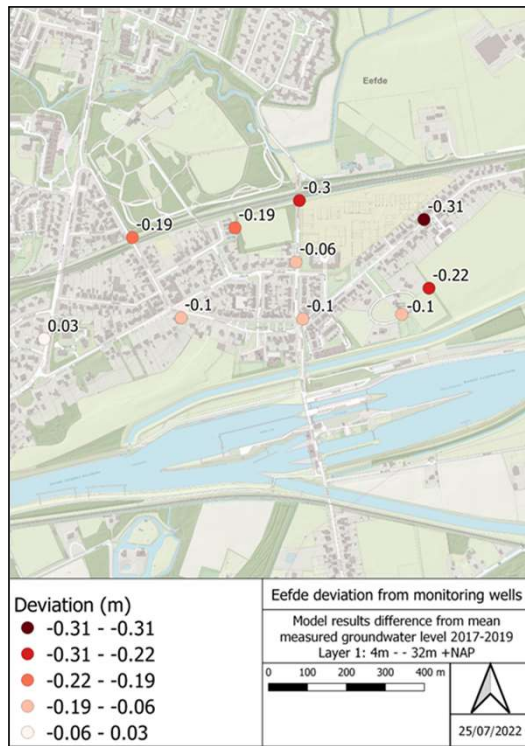 Eefde
-0.3
-0.31
-0.19
-0.19
-0.06
-0.22
-0.1
-0.1
-0.1
0.03
Deviation (m)
-0.31 - -0.31
-0.31 - -0.22
-0.22 - -0.19
-0.19 - -0.06
-0.06 - 0.03
Eefde deviation from monitoring wells
Model results difference from mean
measured groundwater level 2017-2019
Layer 1: 4m - - 32m +NAP
0 100 200 300 400 m
25/07/2022